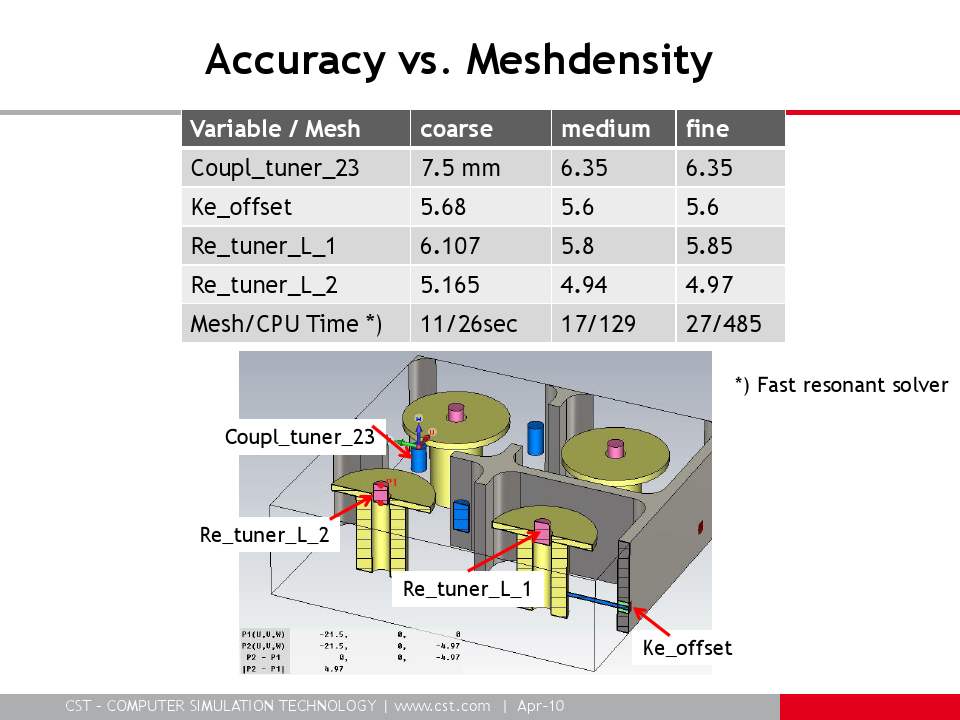 Accuracy vs. Meshdensity
Variable / Mesh coarse medium fine
Coupl_tuner_23 7.5 mm 6.35 6.35
Ke_offset 5.68 5.6 5.6
Re_tuner_L_1 6.107 5.8 5.85
Re_tuner_L_2 5.165 4.94 4.97
Mesh/CPU Time *) 11/26sec 17/129 27/485
*) Fast resonant solver
Coupl_tuner_23
P1
Re_tuner_L_2
Re_tuner_L_1
Ke_offset
P1(U,V,W) -21.5, 0, 0
P2(U,V,W) -21.5, 0, -4.97
P2 - P1 0, 0, -4.97
|P2 - P1| 4.97
CST – COMPUTER SIMULATION TECHNOLOGY | www.cst.com | Apr-10